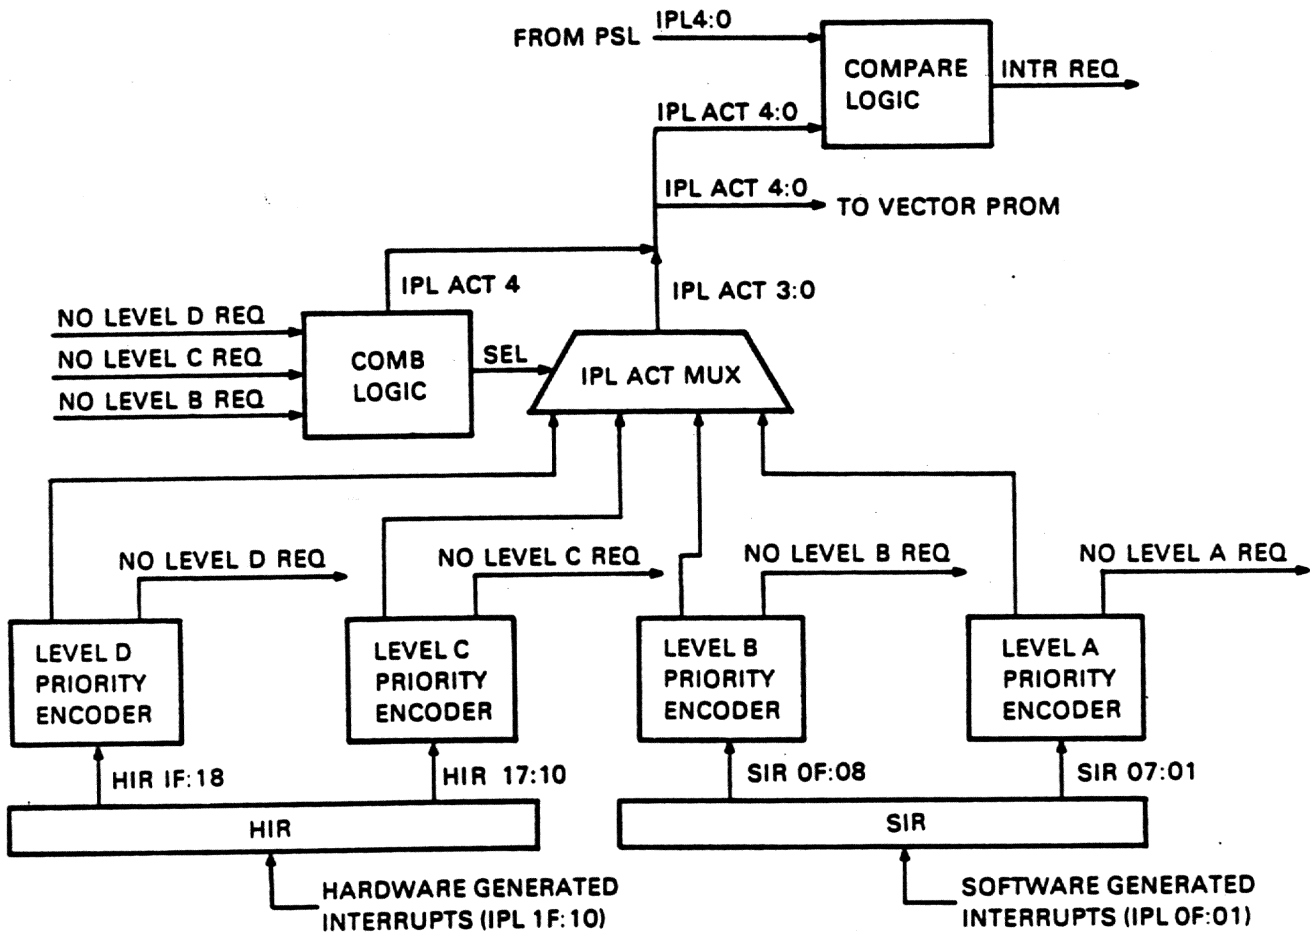 IPL4:0
FROM PSL
COMPARE
LOGIC
INTR REQ
IPL ACT 4:0
IPL ACT 4:0
TO VECTOR PROM
IPL ACT 4
IPL ACT 3:0
NO LEVEL D REQ
NO LEVEL C REQ
NO LEVEL B REQ
COMB
LOGIC
SEL
IPL ACT MUX
NO LEVEL D REQ
NO LEVEL C REQ
NO LEVEL B REQ
NO LEVEL A REQ
LEVEL D
PRIORITY
ENCODER
LEVEL C
PRIORITY
ENCODER
LEVEL B
PRIORITY
ENCODER
LEVEL A
PRIORITY
ENCODER
HIR IF:18
HIR 17:10
SIR 0F:08
SIR 07:01
HIR
SIR
HARDWARE GENERATED
INTERRUPTS (IPL 1F:10)
SOFTWARE GENERATED
INTERRUPTS (IPL 0F:01)